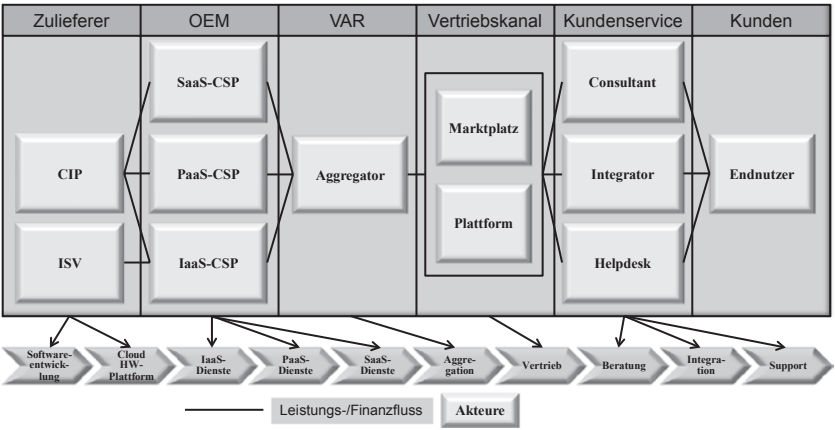 Zulieferer
OEM
VAR
Vertriebskanal
Kundenservice
Kunden
SaaS-CSP
Consultant
Marktplatz
CIP
PaaS-CSP
Aggregator
Integrator
Endnutzer
Plattform
ISV
IaaS-CSP
Helpdesk
Software-
entwick-
lung
Cloud
HW-
Plattform
IaaS-
Dienste
PaaS-
Dienste
SaaS-
Dienste
Aggre-
gation
Vertrieb
Beratung
Integra-
tion
Support
Leistungs-/Finanzfluss
Akteure